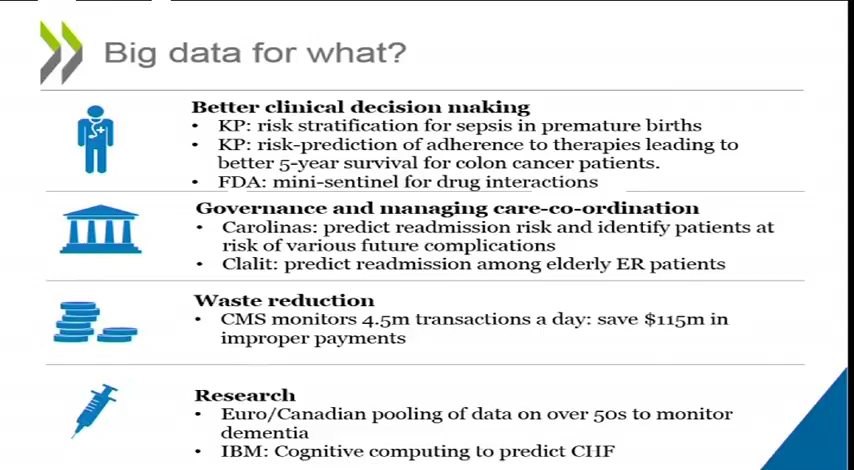 Big data for what?
Better clinical decision making
• KP: risk stratification for sepsis in premature births
• KP: risk-prediction of adherence to therapies leading to
better 5-year survival for colon cancer patients.
• FDA: mini-sentinel for drug interactions
Governance and managing care-co-ordination
• Carolinas: predict readmission risk and identify patients at
risk of various future complications
• Clalit: predict readmission among elderly ER patients
Waste reduction
• CMS monitors 4.5m transactions a day: save $115m in
improper payments
Research
• Euro/Canadian pooling of data on over 50s to monitor
dementia
• IBM: Cognitive computing to predict CHF